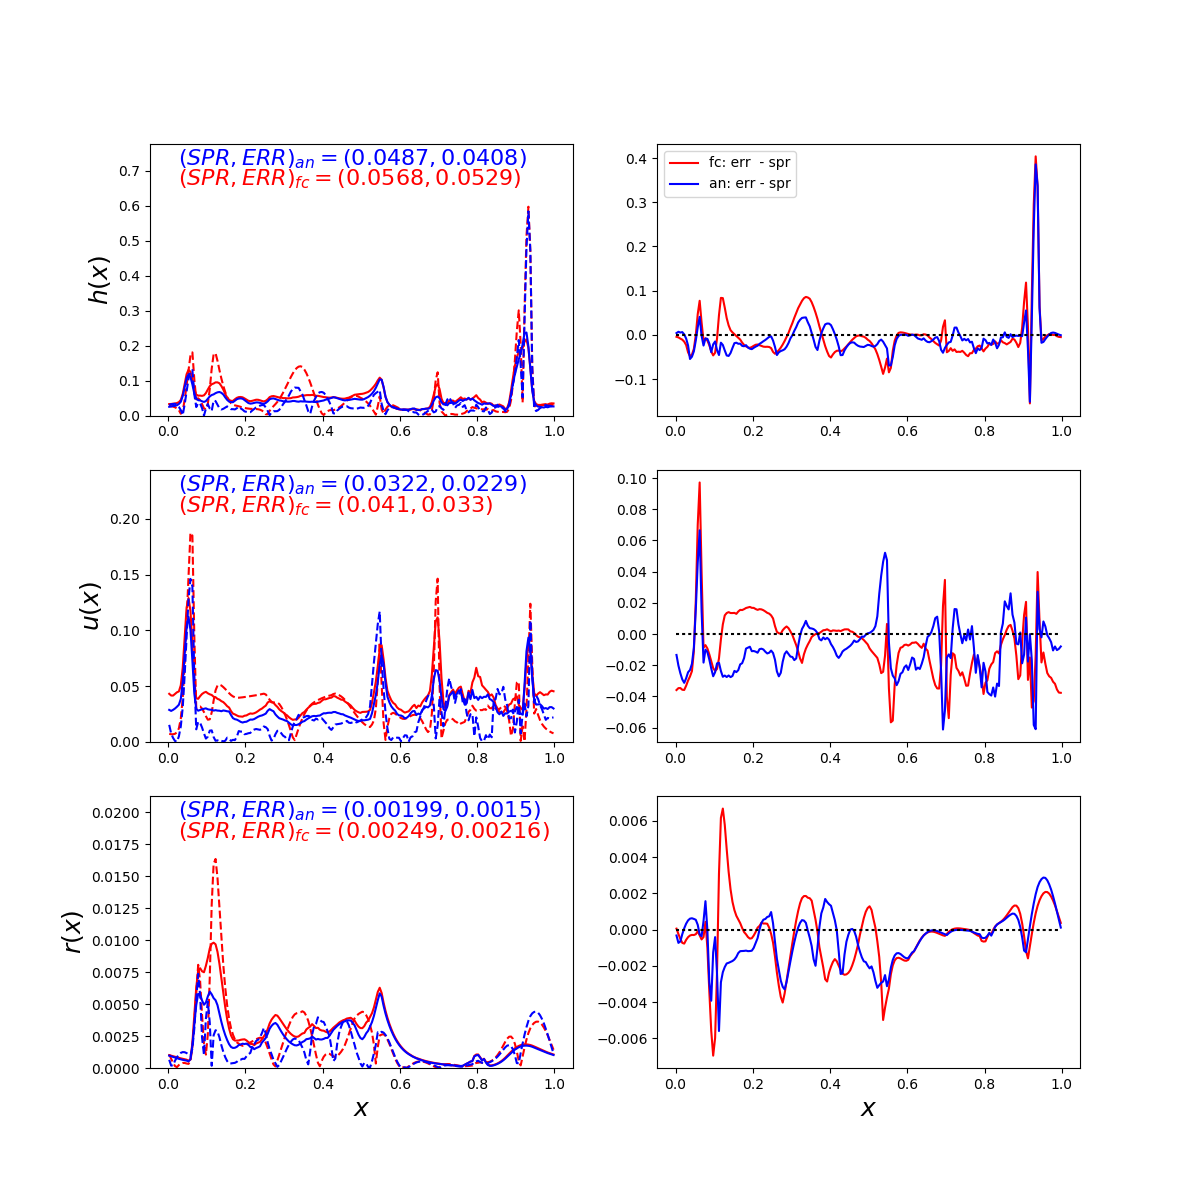 (SPR, ERR)an = (0.0487, 0.0408)
(SPR, ERR)fc = (0.0568, 0.0529)
h(x)
0.7
0.6
0.5
0.4
0.3
0.2
0.1
0.0
0.0 0.2 0.4 0.6 0.8 1.0
fc: err - spr
an: err - spr
0.4
0.3
0.2
0.1
0.0
−0.1
0.0 0.2 0.4 0.6 0.8 1.0
(SPR, ERR)an = (0.0322, 0.0229)
(SPR, ERR)fc = (0.041, 0.033)
u(x)
0.20
0.15
0.10
0.05
0.00
0.0 0.2 0.4 0.6 0.8 1.0
0.10
0.08
0.06
0.04
0.02
0.00
−0.02
−0.04
−0.06
0.0 0.2 0.4 0.6 0.8 1.0
(SPR, ERR)an = (0.00199, 0.0015)
(SPR, ERR)fc = (0.00249, 0.00216)
r(x)
0.0200
0.0175
0.0150
0.0125
0.0100
0.0075
0.0050
0.0025
0.0000
0.0 0.2 0.4 0.6 0.8 1.0
x
0.006
0.004
0.002
0.000
−0.002
−0.004
−0.006
0.0 0.2 0.4 0.6 0.8 1.0
x